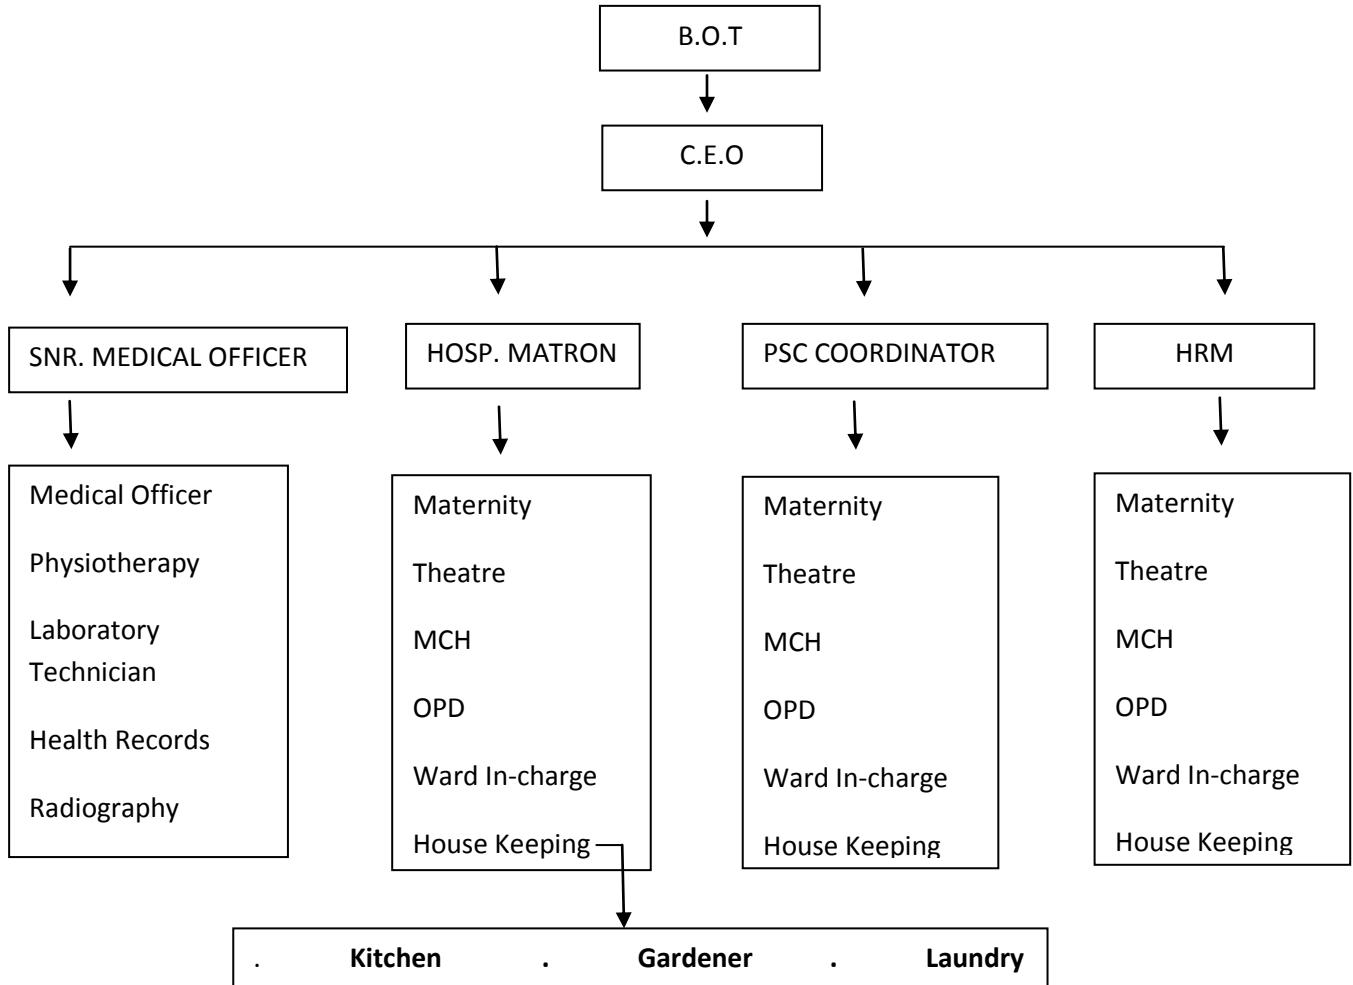 B.O.T
C.E.O
SNR. MEDICAL OFFICER
HOSP. MATRON
PSC COORDINATOR
HRM
Medical Officer
Physiotherapy
Laboratory
Technician
Health Records
Radiography
Maternity
Theatre
MCH
OPD
Ward In-charge
House Keeping
Maternity
Theatre
MCH
OPD
Ward In-charge
House Keeping
Maternity
Theatre
MCH
OPD
Ward In-charge
House Keeping
. Kitchen . Gardener . Laundry